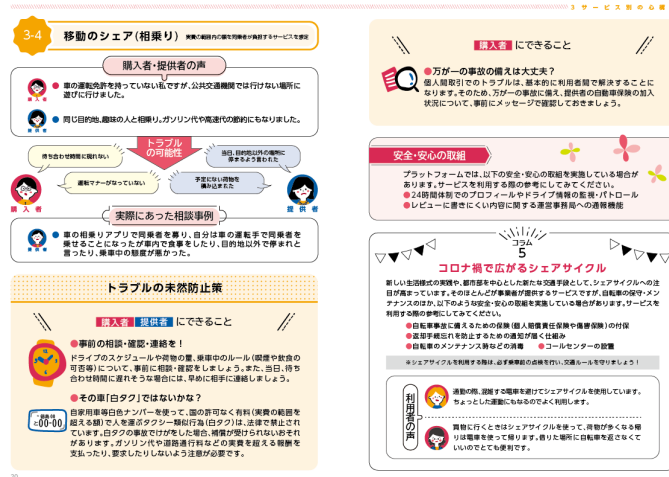 3 サービス別の心得
3-4
移動のシェア(相乗り)
実費の範囲内の額を同乗者が負担するサービスを想定
購入者・提供者の声
●車の運転免許を持っていない私ですが、公共交通機関では行けない場所に
遊びに行けました。
購入者
●同じ目的地、趣味の人と相乗り。ガソリン代や高速代の節約にもなりました。
提供者
トラブル
の可能性
待ち合わせ時間に現れない
当日、目的地以外の場所に
停まるよう言われた
運転マナーがなっていない
予定にない荷物を
積み込まれた
購入者
提供者
実際にあった相談事例
●車の相乗りアプリで同乗者を募り、自分は車の運転手で同乗者を
乗せることになったが車内で食事をしたり、目的地以外で停まれと
言ったり、乗車中の態度が悪かった。
提供者
トラブルの未然防止策
購入者 提供者 にできること
●事前の相談・確認・連絡を!
ドライブのスケジュールや荷物の量、乗車中のルール(喫煙や飲食の
可否等)について、事前に相談・確認をしましょう。また、当日、待ち
合わせ時間に遅れそうな場合には、早めに相手に連絡しましょう。
●その車「白タク」ではないかな?
自家用車等白色ナンバーを使って、国の許可なく有料(実費の範囲を
超える額)で人を運ぶタクシー類似行為(白タク)は、法律で禁止され
ています。白タクの事故でけがをした場合、補償が受けられないおそれ
があります。ガソリン代や道路通行料などの実費を超える報酬を
支払ったり、要求したりしないよう注意が必要です。
と00-00
購入者 にできること
●万が一の事故の備えは大丈夫?
個人間取引でのトラブルは、基本的に利用者間で解決することに
なります。そのため、万が一の事故に備え、提供者の自動車保険の加入
状況について、事前にメッセージで確認しておきましょう。
安全・安心の取組
プラットフォームでは、以下の安全・安心の取組を実施している場合が
あります。サービスを利用する際の参考にしてみてください。
●24時間体制でのプロフィールやドライブ情報の監視・パトロール
●レビューに書きにくい内容に関する運営事務局への通報機能
コラム
5
コロナ禍で広がるシェアサイクル
新しい生活様式の実践や、都市部を中心とした新たな交通手段として、シェアサイクルへの注
目が高まっています。そのほとんどが事業者が提供するサービスですが、自転車の保守・メン
テナンスのほか、以下のような安全・安心の取組を実施している場合があります。サービスを
利用する際の参考にしてみてください。
●自転車事故に備えるための保険(個人賠償責任保険や傷害保険)の付保
●返却手続忘れを防止するための通知が届く仕組み
●自転車のメンテナンス時などの消毒 ●コールセンターの設置
※シェアサイクルを利用する際は、必ず乗車前の点検を行い、交通ルールを守りましょう!
利用者の声
通勤の際、混雑する電車を避けてシェアサイクルを使用しています。
ちょっとした運動にもなるのでよく利用します。
買物に行くときはシェアサイクルを使って、荷物が多くなる帰
りは電車を使って帰ります。借りた場所に自転車を返さなくて
いいのでとても便利です。